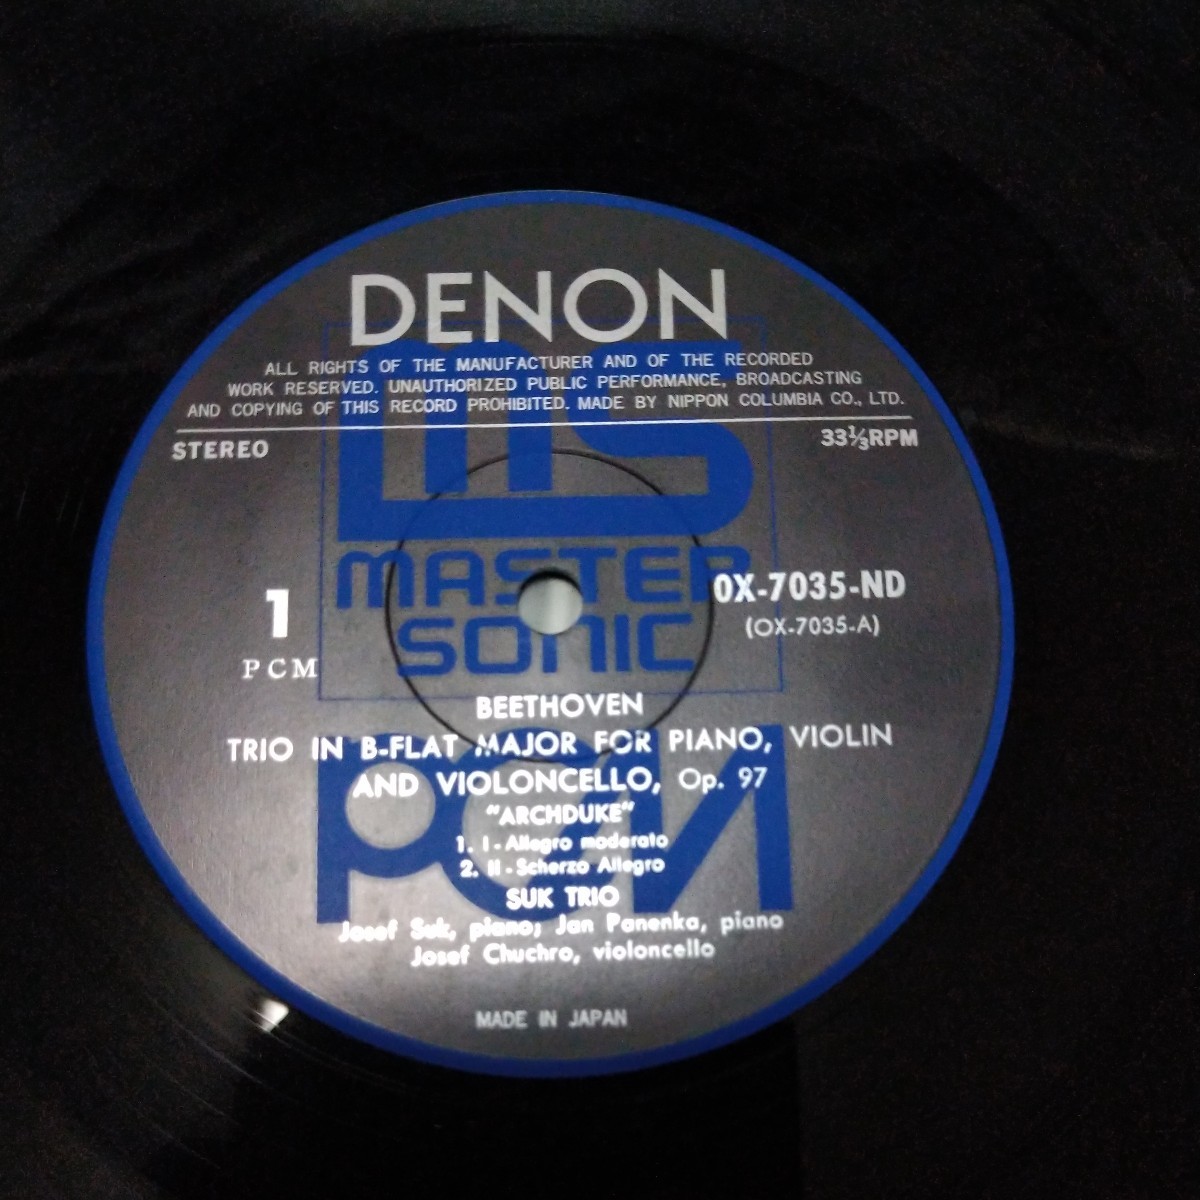 DENON
ALL RIGHTS OF THE MANUFACTURER AND OF THE RECORDED
WORK RESERVED. UNAUTHORIZED PUBLIC PERFORMANCE, BROADCASTING
AND COPYING OF THIS RECORD PROHIBITED. MADE BY NIPPON COLUMBIA CO., LTD.
STEREO
33⅓RPM
ms
MASTER
SONIC
1
PCM
OX-7035-ND
(OX-7035-A)
PCM
BEETHOVEN
TRIO IN B-FLAT MAJOR FOR PIANO, VIOLIN
AND VIOLONCELLO, Op. 97
"ARCHDUKE"
1. I - Allegro moderato
2. II - Scherzo Allegro
SUK TRIO
Josef Suk, piano; Jan Panenka, piano
Josef Chuchro, violoncello
MADE IN JAPAN